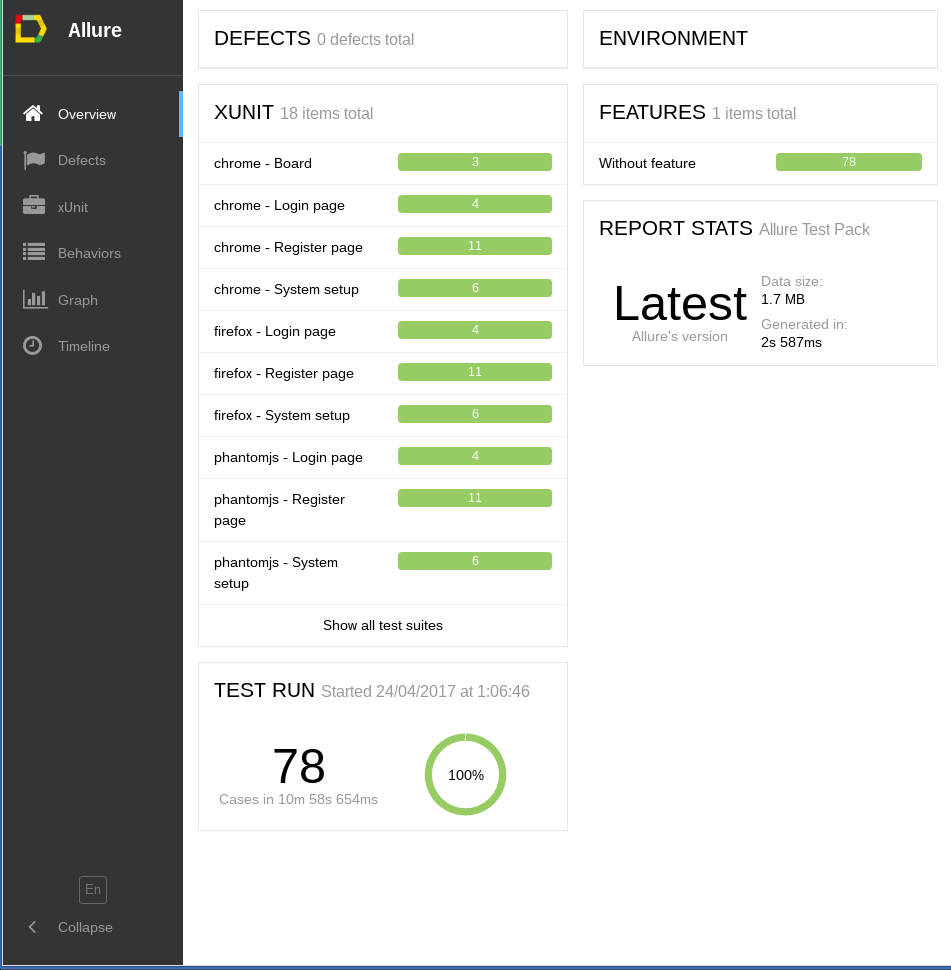 Allure
Overview
Defects
xUnit
Behaviors
Graph
Timeline
En
Collapse
DEFECTS 0 defects total
XUNIT 18 items total
chrome - Board 3
chrome - Login page 4
chrome - Register page 11
chrome - System setup 6
firefox - Login page 4
firefox - Register page 11
firefox - System setup 6
phantomjs - Login page 4
phantomjs - Register 11
page
phantomjs - System 6
setup
Show all test suites
TEST RUN Started 24/04/2017 at 1:06:46
78
Cases in 10m 58s 654ms
100%
ENVIRONMENT
FEATURES 1 items total
Without feature 78
REPORT STATS Allure Test Pack
Latest
Allure's version
Data size:
1.7 MB
Generated in:
2s 587ms